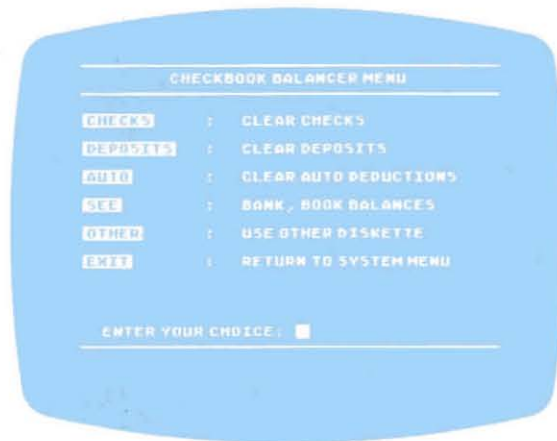 CHECKBOOK BALANCER MENU
CHECKS : CLEAR CHECKS
DEPOSITS : CLEAR DEPOSITS
AUTO : CLEAR AUTO DEDUCTIONS
SEE : BANK, BOOK BALANCES
OTHER : USE OTHER DISKETTE
EXIT : RETURN TO SYSTEM MENU
ENTER YOUR CHOICE: